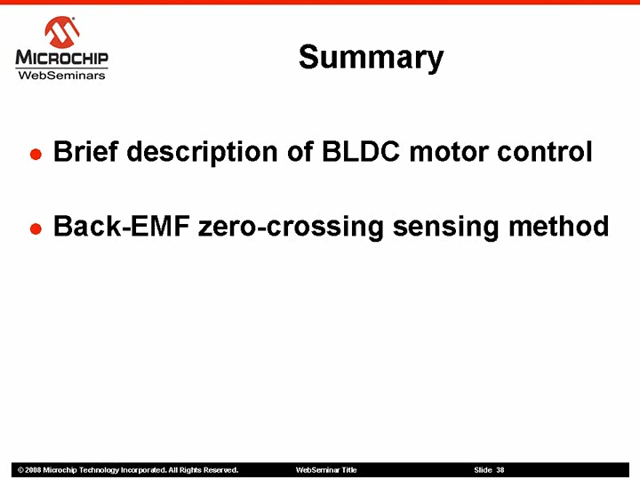 MICROCHIP
WebSeminars
Summary
Brief description of BLDC motor control
Back-EMF zero-crossing sensing method
© 2008 Microchip Technology Incorporated. All Rights Reserved. WebSeminar Title Slide 38